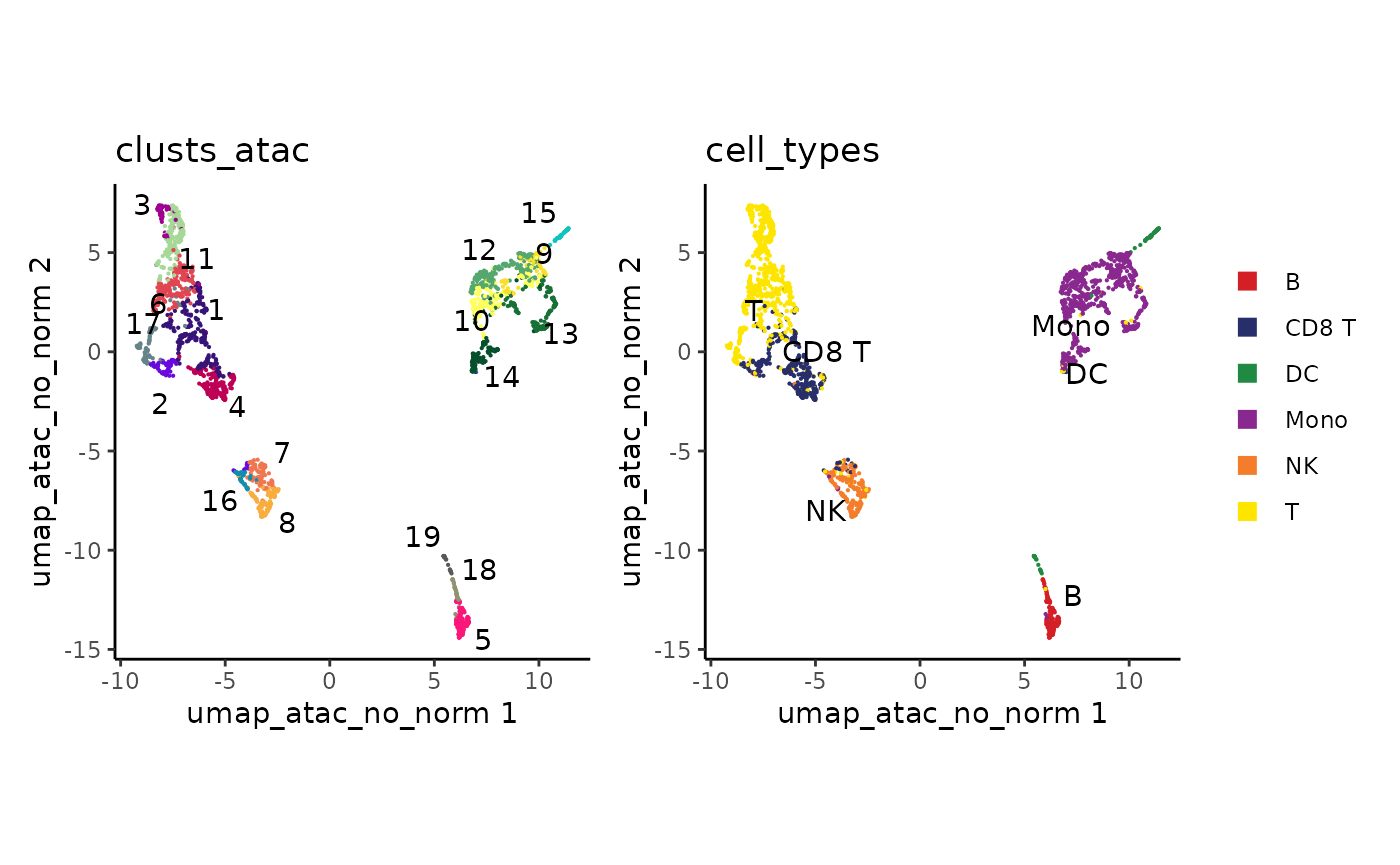 clusts_atac
3
15
12
9
11
6
17
1
10
13
14
2
4
7
16
8
19
18
5
5
0
-5
-10
-15
-10
-5
0
5
10
umap_atac_no_norm 1
umap_atac_no_norm 2
cell_types
T
CD8 T
Mono
DC
NK
B
5
0
-5
-10
-15
-10
-5
0
5
10
umap_atac_no_norm 1
umap_atac_no_norm 2
B
CD8 T
DC
Mono
NK
T